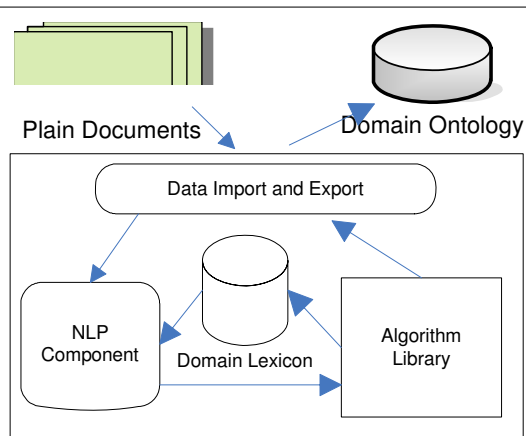 Plain Documents
Domain Ontology
Data Import and Export
NLP
Component
Domain Lexicon
Algorithm
Library